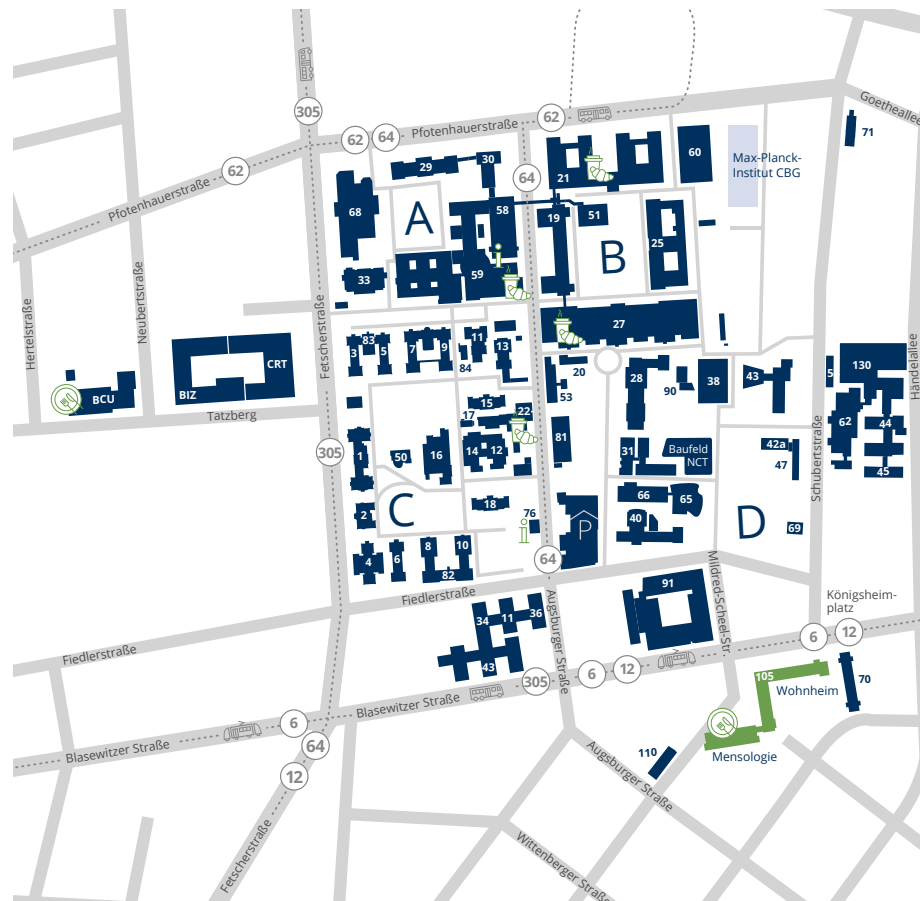 305
62
64
Pfotenhauerstraße
62
Goetheallee
71
62
Pfotenhauerstraße
29
30
64
21
60
Max-Planck-
Institut CBG
68
A
58
19
51
B
25
33
59
i
Hertelstraße
Neubertstraße
Fetscherstraße
27
3
83
5
7
9
11
13
84
20
53
28
90
38
43
5
130
Händelallee
BIZ
CRT
BCU
Tatzberg
15
17
22
62
44
305
1
50
16
14
12
81
31
Baufeld
NCT
42a
47
45
Schubertstraße
2
C
18
76
i
P
66
65
40
D
69
4
6
8
10
82
64
Fiedlerstraße
Mildred-Scheel-Str.
91
Königsheim-
platz
34
11
36
43
Augsburger Straße
6
12
Fiedlerstraße
305
6
12
105
Wohnheim
70
Blasewitzer Straße
6
Blasewitzer Straße
64
12
Mensologie
110
Augsburger Straße
Fetscherstraße
Wittenberger Straße